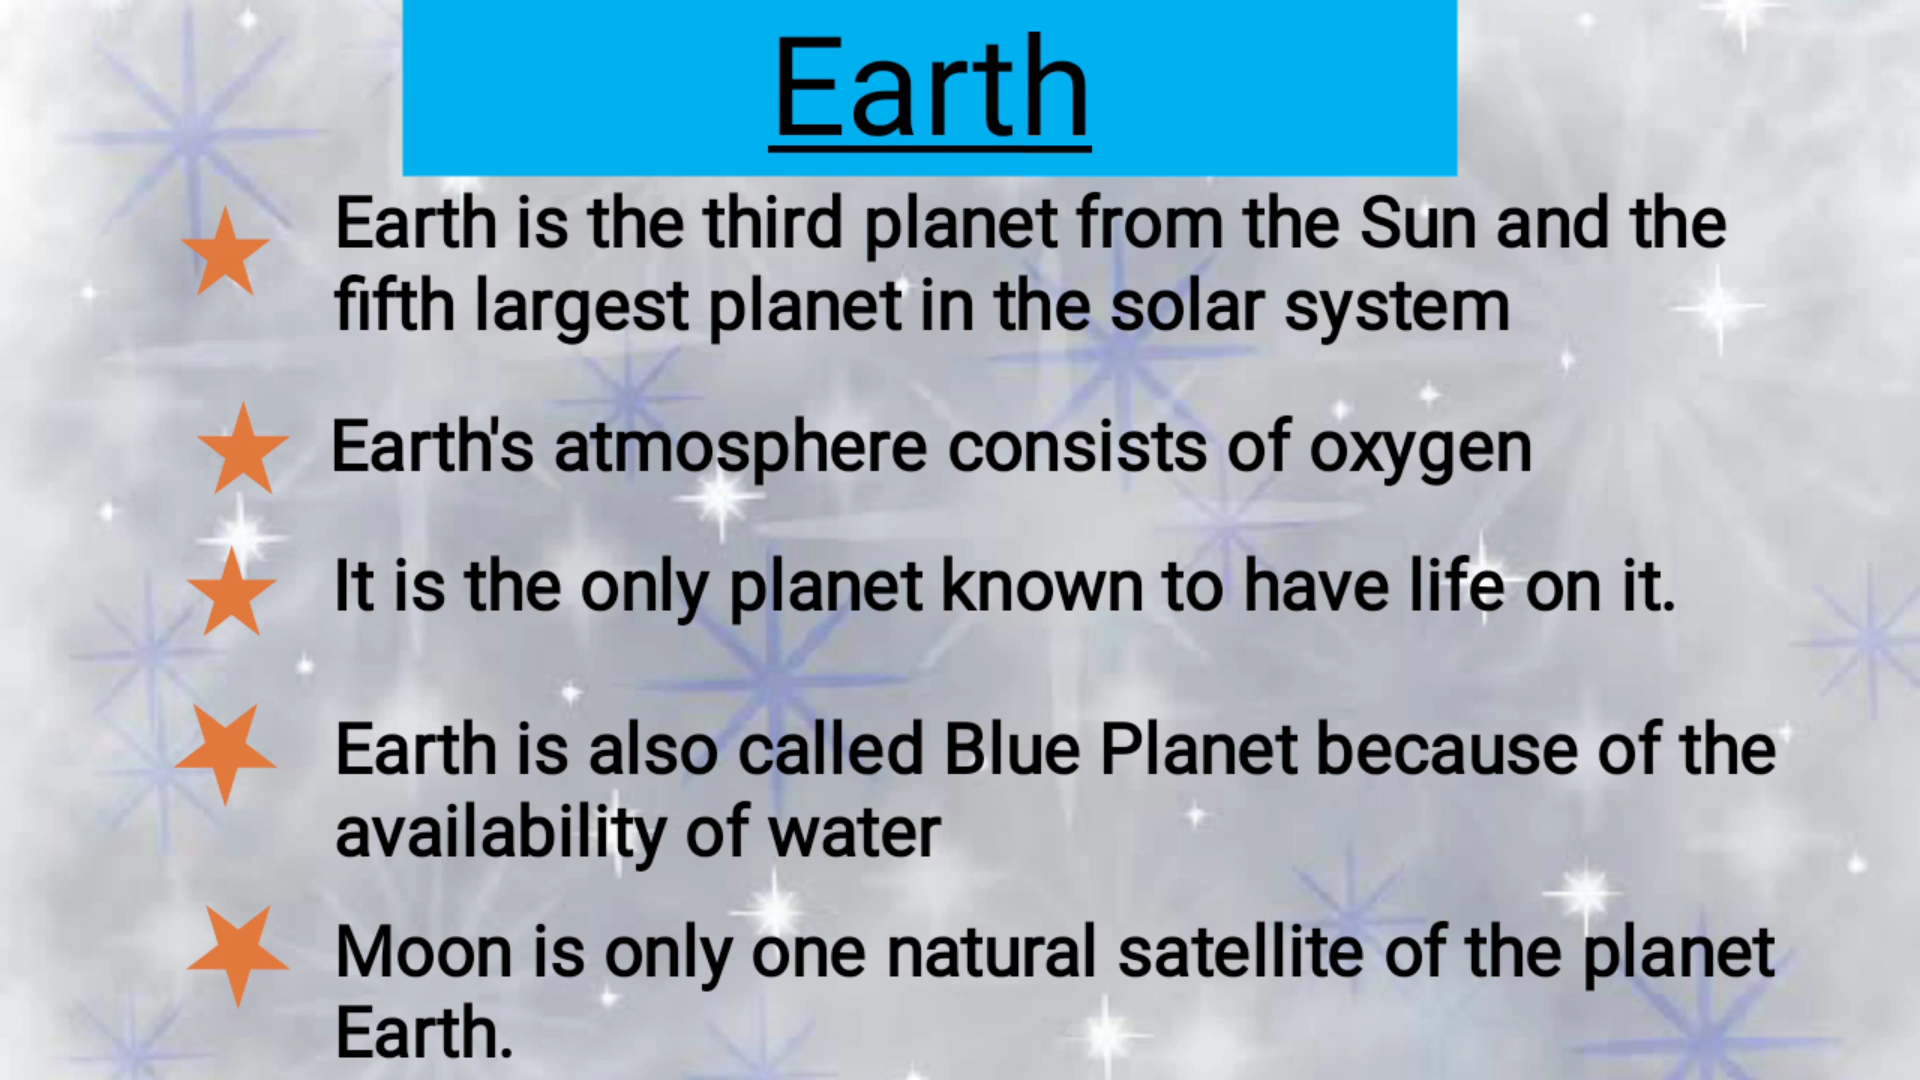 Earth
Earth is the third planet from the Sun and the
fifth largest planet in the solar system
Earth's atmosphere consists of oxygen
It is the only planet known to have life on it.
Earth is also called Blue Planet because of the
availability of water
Moon is only one natural satellite of the planet
Earth.